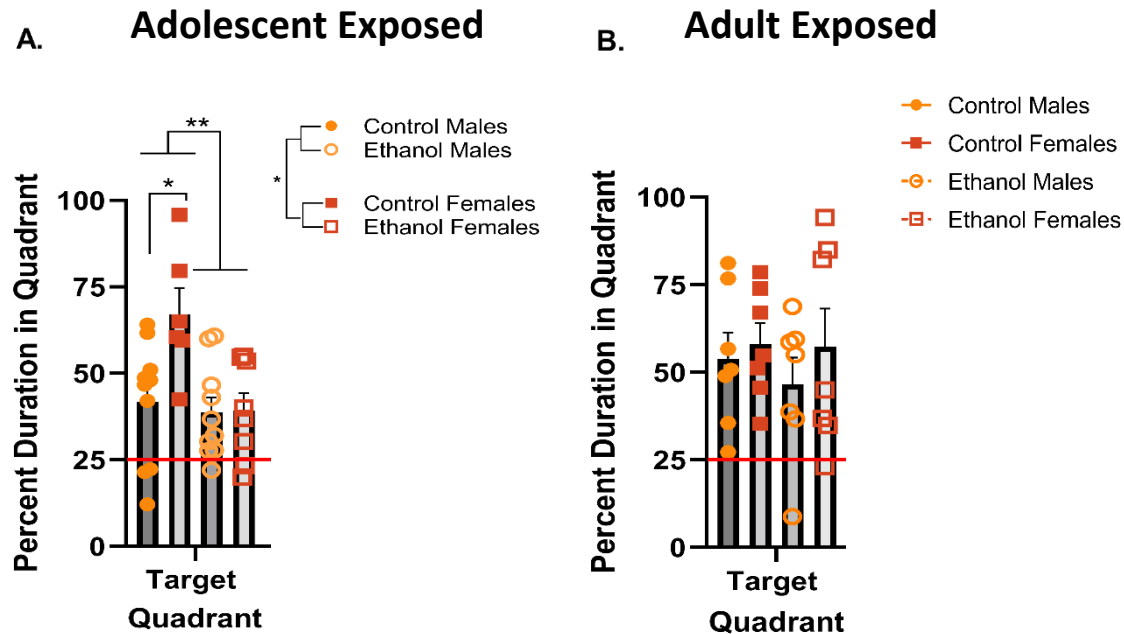 A.
Adolescent Exposed
**
*
*
Control Males
Ethanol Males
Control Females
Ethanol Females
Percent Duration in Quadrant
100
75
50
25
0
Target
Quadrant
B.
Adult Exposed
Control Males
Control Females
Ethanol Males
Ethanol Females
Percent Duration in Quadrant
100
75
50
25
0
Target
Quadrant